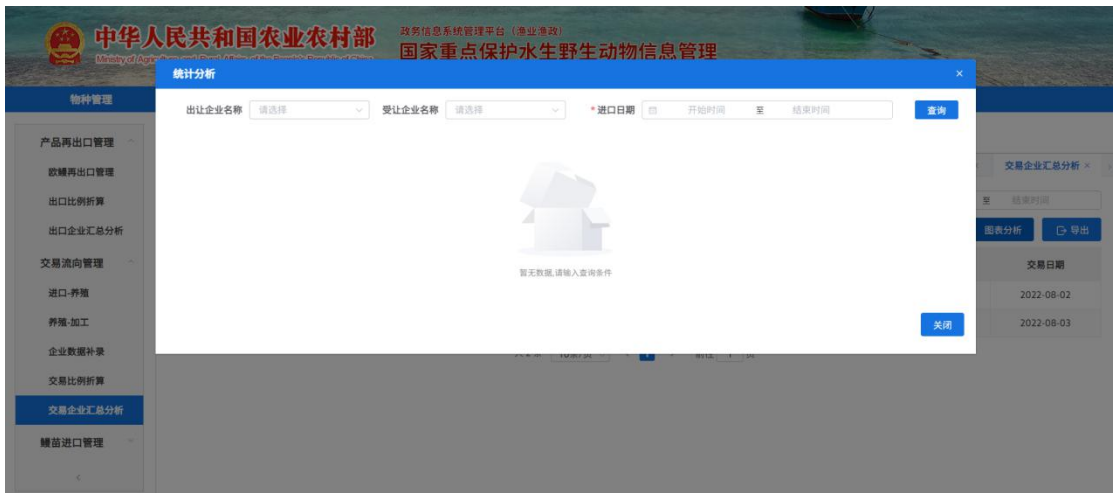 中华人民共和国农业农村部
政务信息系统管理平台（渔业渔政）
国家重点保护水生野生动物信息管理
统计分析 ×
物种管理
出让企业名称 请选择 受让企业名称 请选择 * 进口日期 开始时间 至 结束时间 查询
产品再出口管理
欧鳗再出口管理
交易企业汇总分析 ×
出口比例折算
至 结束时间
出口企业汇总分析
图表分析 导出
交易流向管理
交易日期
暂无数据,请输入查询条件
进口-养殖
2022-08-02
养殖-加工
2022-08-03
关闭
企业数据补录
交易比例折算
交易企业汇总分析
鳗苗进口管理